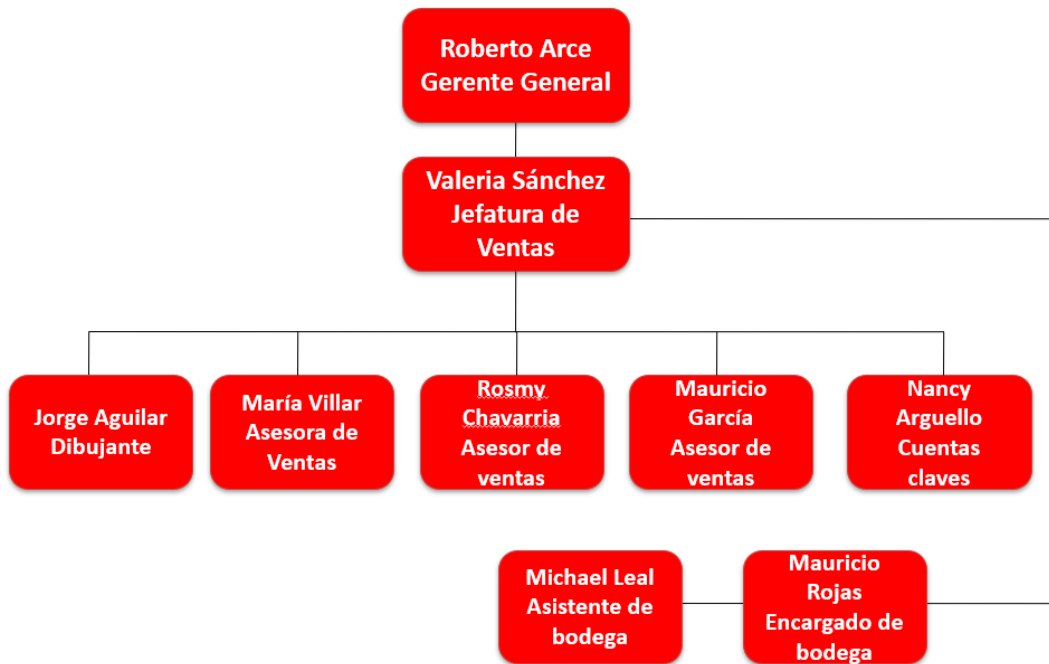 Roberto Arce
Gerente General
Valeria Sánchez
Jefatura de
Ventas
Jorge Aguilar
Dibujante
María Villar
Asesora de
Ventas
Rosmy
Chavarria
Asesor de
ventas
Mauricio
García
Asesor de
ventas
Nancy
Arguello
Cuentas
claves
Michael Leal
Asistente de
bodega
Mauricio
Rojas
Encargado de
bodega